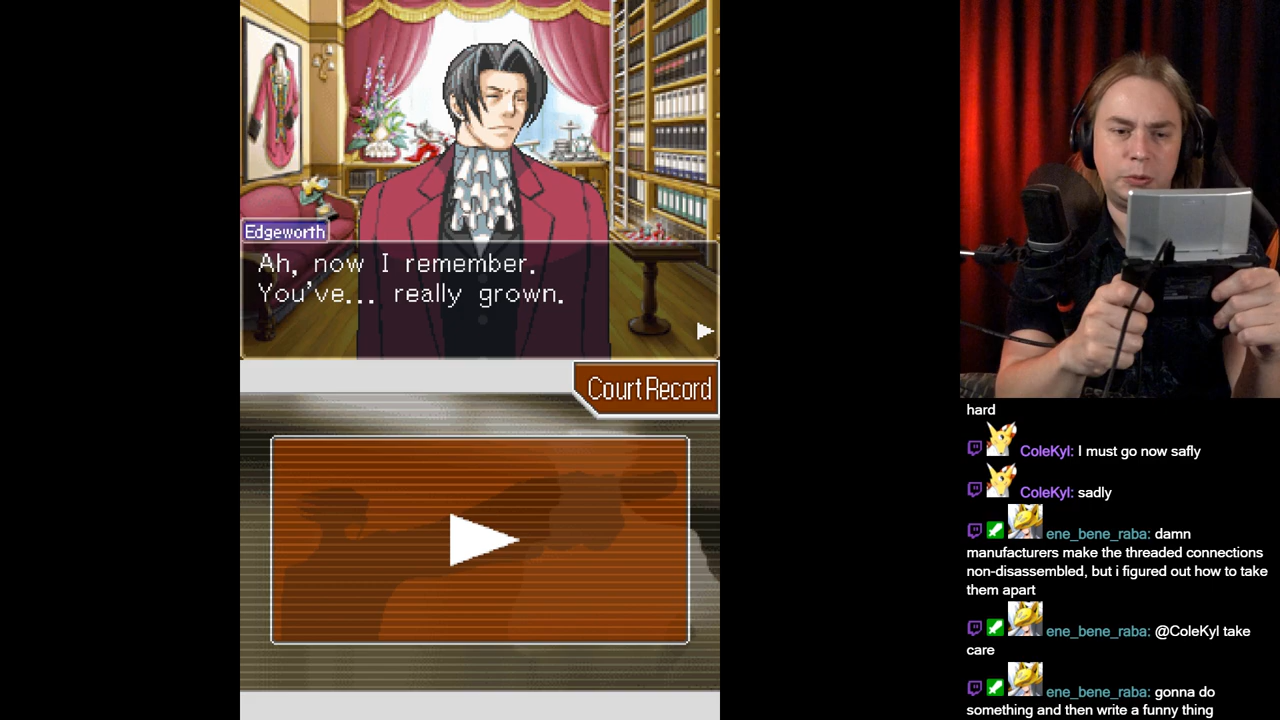 Edgeworth
Ah, now I remember.
You've... really grown.
Court Record
hard
ColeKyl: I must go now safly
ColeKyl: sadly
ene_bene_raba: damn
manufacturers make the threaded connections
non-disassembled, but i figured out how to take
them apart
ene_bene_raba: @ColeKyl take
care
ene_bene_raba: gonna do
something and then write a funny thing